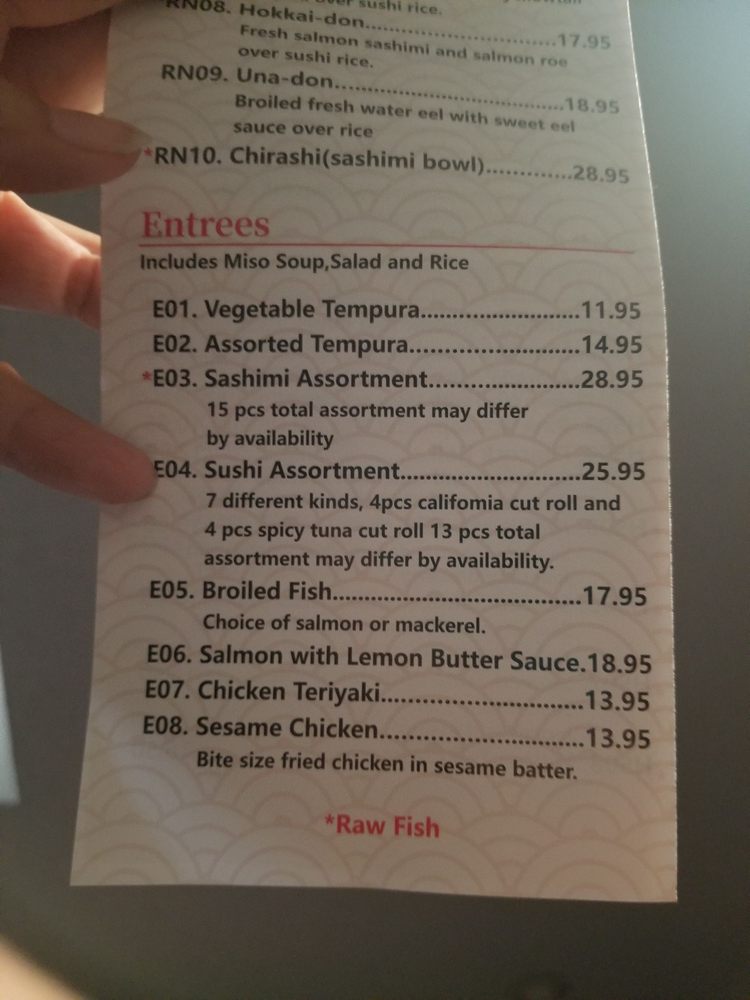 over sushi rice.
*RN08. Hokkai-don..............................17.95
Fresh salmon sashimi and salmon roe
over sushi rice.
RN09. Una-don....................................18.95
Broiled fresh water eel with sweet eel
sauce over rice
*RN10. Chirashi(sashimi bowl).............28.95
Entrees
Includes Miso Soup,Salad and Rice
E01. Vegetable Tempura.........................11.95
E02. Assorted Tempura...........................14.95
*E03. Sashimi Assortment........................28.95
15 pcs total assortment may differ
by availability
E04. Sushi Assortment.............................25.95
7 different kinds, 4pcs califomia cut roll and
4 pcs spicy tuna cut roll 13 pcs total
assortment may differ by availability.
E05. Broiled Fish........................................17.95
Choice of salmon or mackerel.
E06. Salmon with Lemon Butter Sauce.18.95
E07. Chicken Teriyaki................................13.95
E08. Sesame Chicken................................13.95
Bite size fried chicken in sesame batter.
*Raw Fish